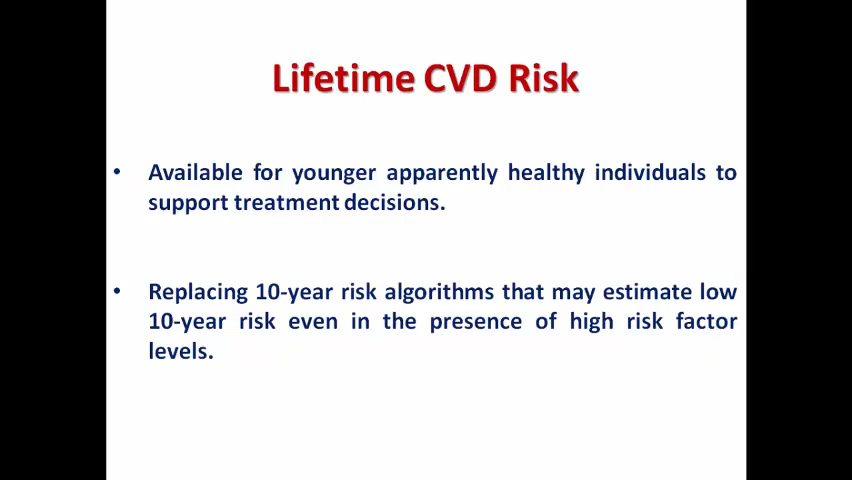 Lifetime CVD Risk
• Available for younger apparently healthy individuals to
support treatment decisions.
• Replacing 10-year risk algorithms that may estimate low
10-year risk even in the presence of high risk factor
levels.